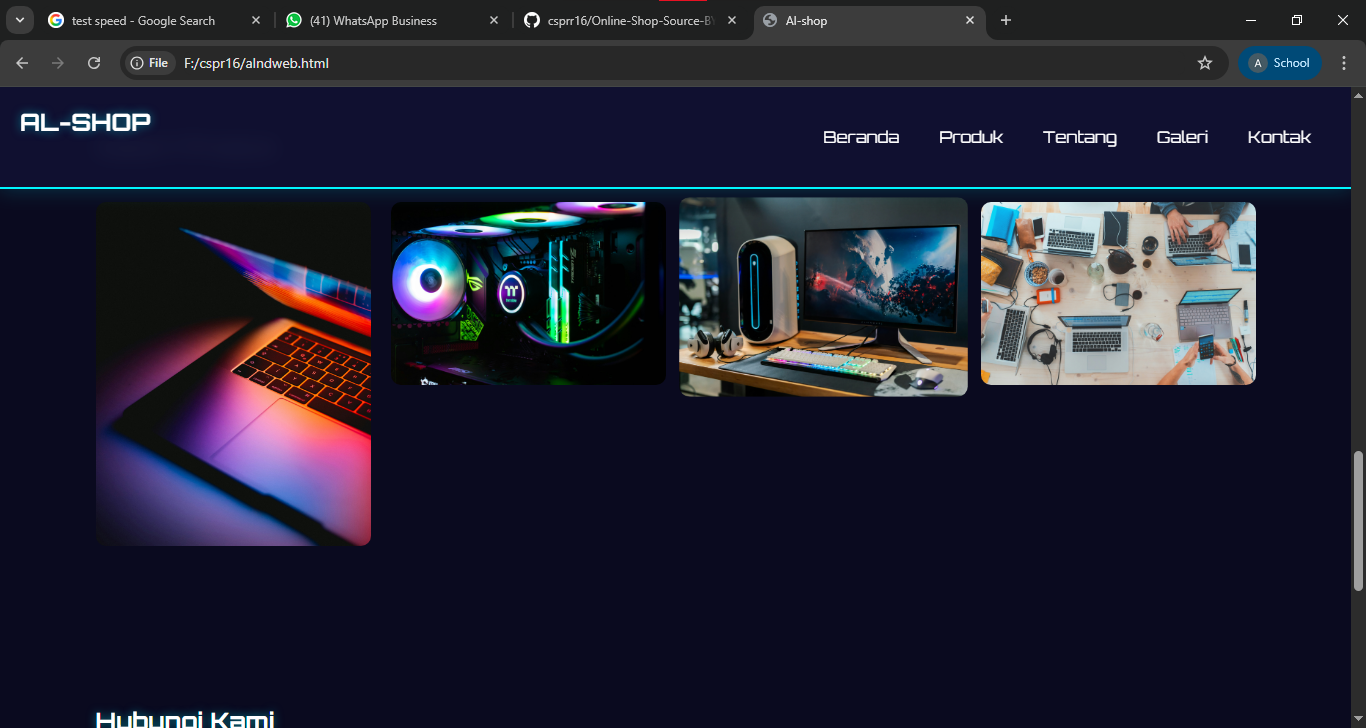 test speed - Google Search
(41) WhatsApp Business
csprr16/Online-Shop-Source-BY
Al-shop
File
F:/cspr16/alndweb.html
A
School
AL-SHOP
Beranda
Produk
Tentang
Galeri
Kontak
Hubungi Kami